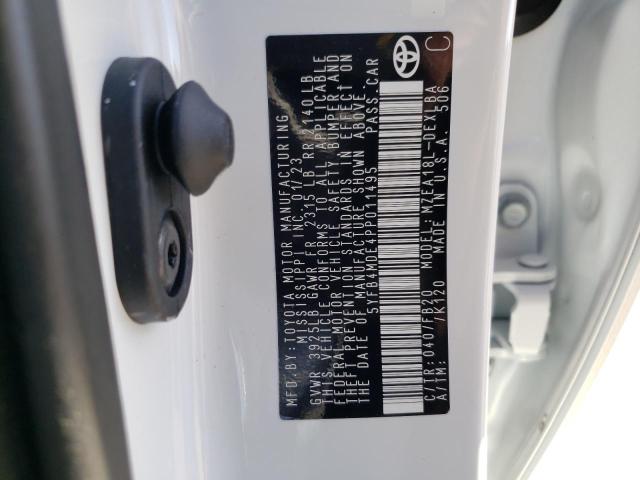 MFD.BY: TOYOTA MOTOR MANUFACTURING
MISSISSIPPI INC. 01/23
GVWR 3925LB GAWR FR 2315LB RR 2140LB
THIS VEHICLE CONFORMS TO ALL APPLICABLE
FEDERAL MOTOR VEHICLE SAFETY, BUMPER AND
THEFT PREVENTION STANDARDS IN EFFECT ON
THE DATE OF MANUFACTURE SHOWN ABOVE.
5YFB4MDE4PP011495 PASS.CAR
C/TR: 040/FB20 MODEL: MZEA18L-DEXLBA
A/TM: /K120 MADE IN U.S.A. 506
C